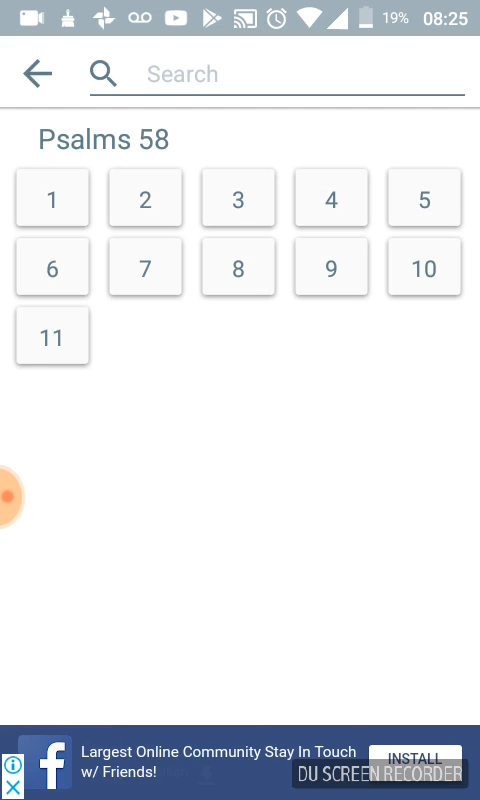 19% 08:25
Search
Psalms 58
1 2 3 4 5
6 7 8 9 10
11
Largest Online Community Stay In Touch
w/ Friends!
INSTALL
DU SCREEN RECORDER